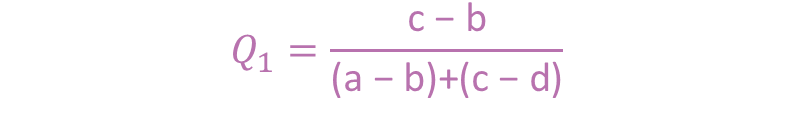 Q₁ = c − b
(a − b)+(c − d)